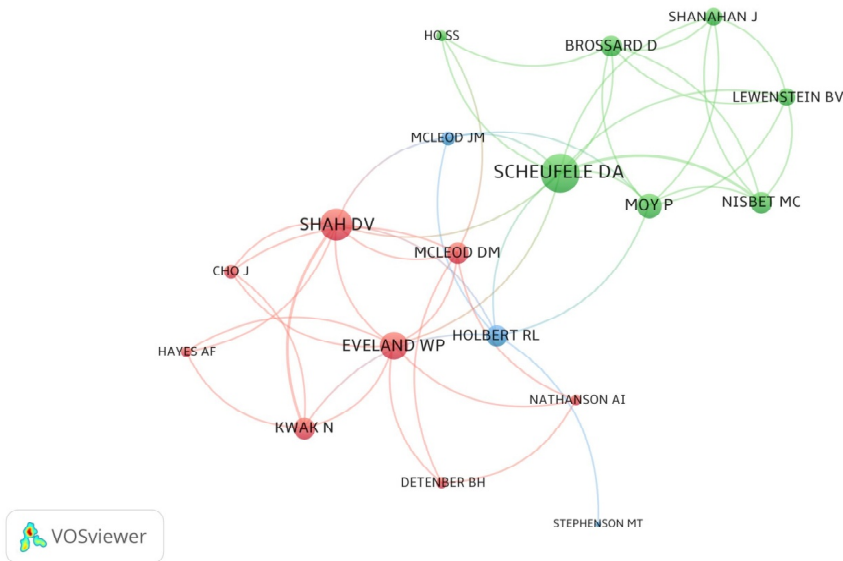 SHANAHAN J
HO SS
BROSSARD D
LEWENSTEIN BV
MCLEOD JM
SCHEUFELE DA
MOY P
NISBET MC
SHAH DV
MCLEOD DM
CHO J
HOLBERT RL
EVELAND WP
HAYES AF
NATHANSON AI
KWAK N
DETENBER BH
STEPHENSON MT
VOSviewer